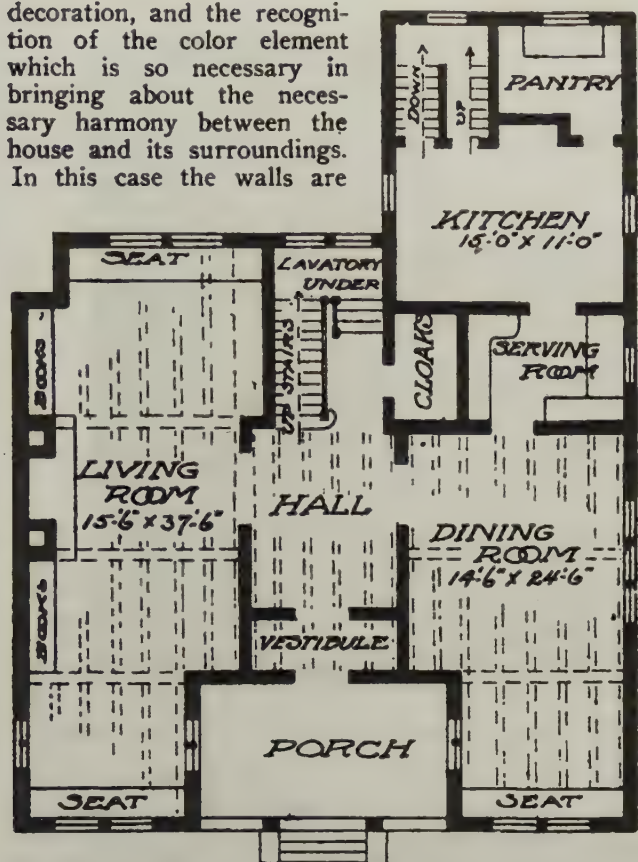 decoration, and the recogni-
tion of the color element
which is so necessary in
bringing about the neces-
sary harmony between the
house and its surroundings.
In this case the walls are
DOWN
UP
PANTRY
KITCHEN
15'-0" X 11'-0"
SEAT
LAVATORY
UNDER
BOOKS
UP STAIRS
CLOAKS
SERVING
ROOM
LIVING
ROOM
15'-6" X 37'-6"
HALL
DINING
ROOM
14'-6" X 24'-6"
BOOKS
VESTIBULE
PORCH
SEAT
SEAT